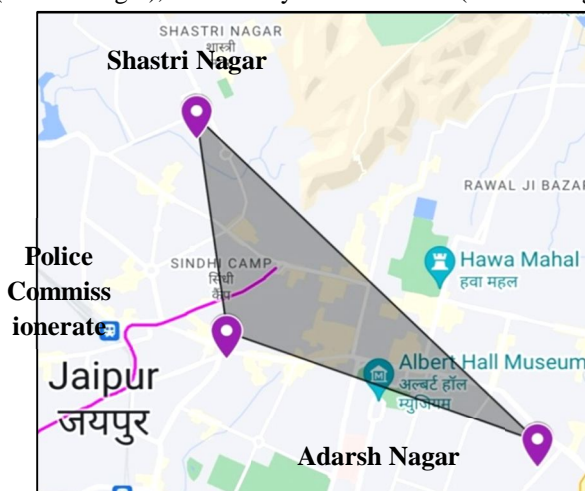 SHASTRI NAGAR
शास्त्री
Shastri Nagar
RAWAL JI BAZAR
Police
Commiss
ionerate
SINDHI CAMP
सिंधी
कैंप
Hawa Mahal
हवा महल
Jaipur
जयपुर
Albert Hall Museum
अल्बर्ट हॉल
म्युज़ियम
Adarsh Nagar